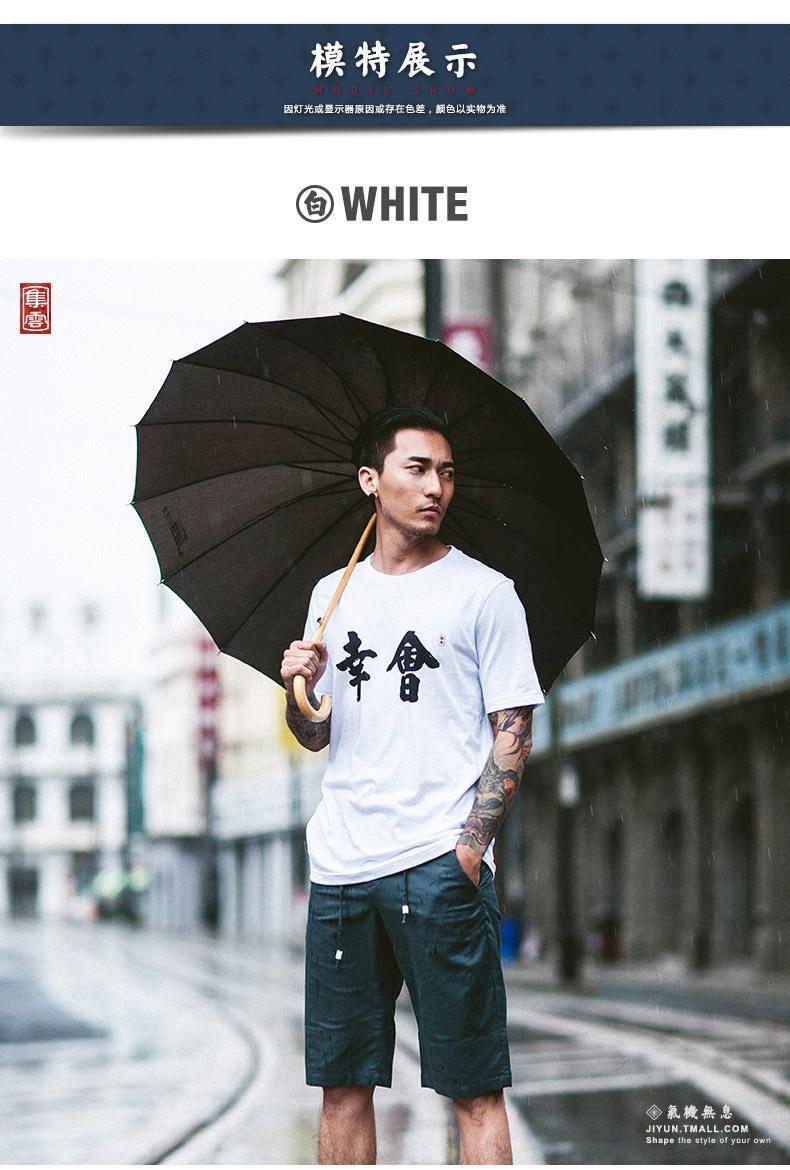 模特展示
MODEL SHOW
因灯光或显示器原因或存在色差，颜色以实物为准
白 WHITE
集雲
幸會
氣機無息
JIYUN.TMALL.COM
Shape the style of your own